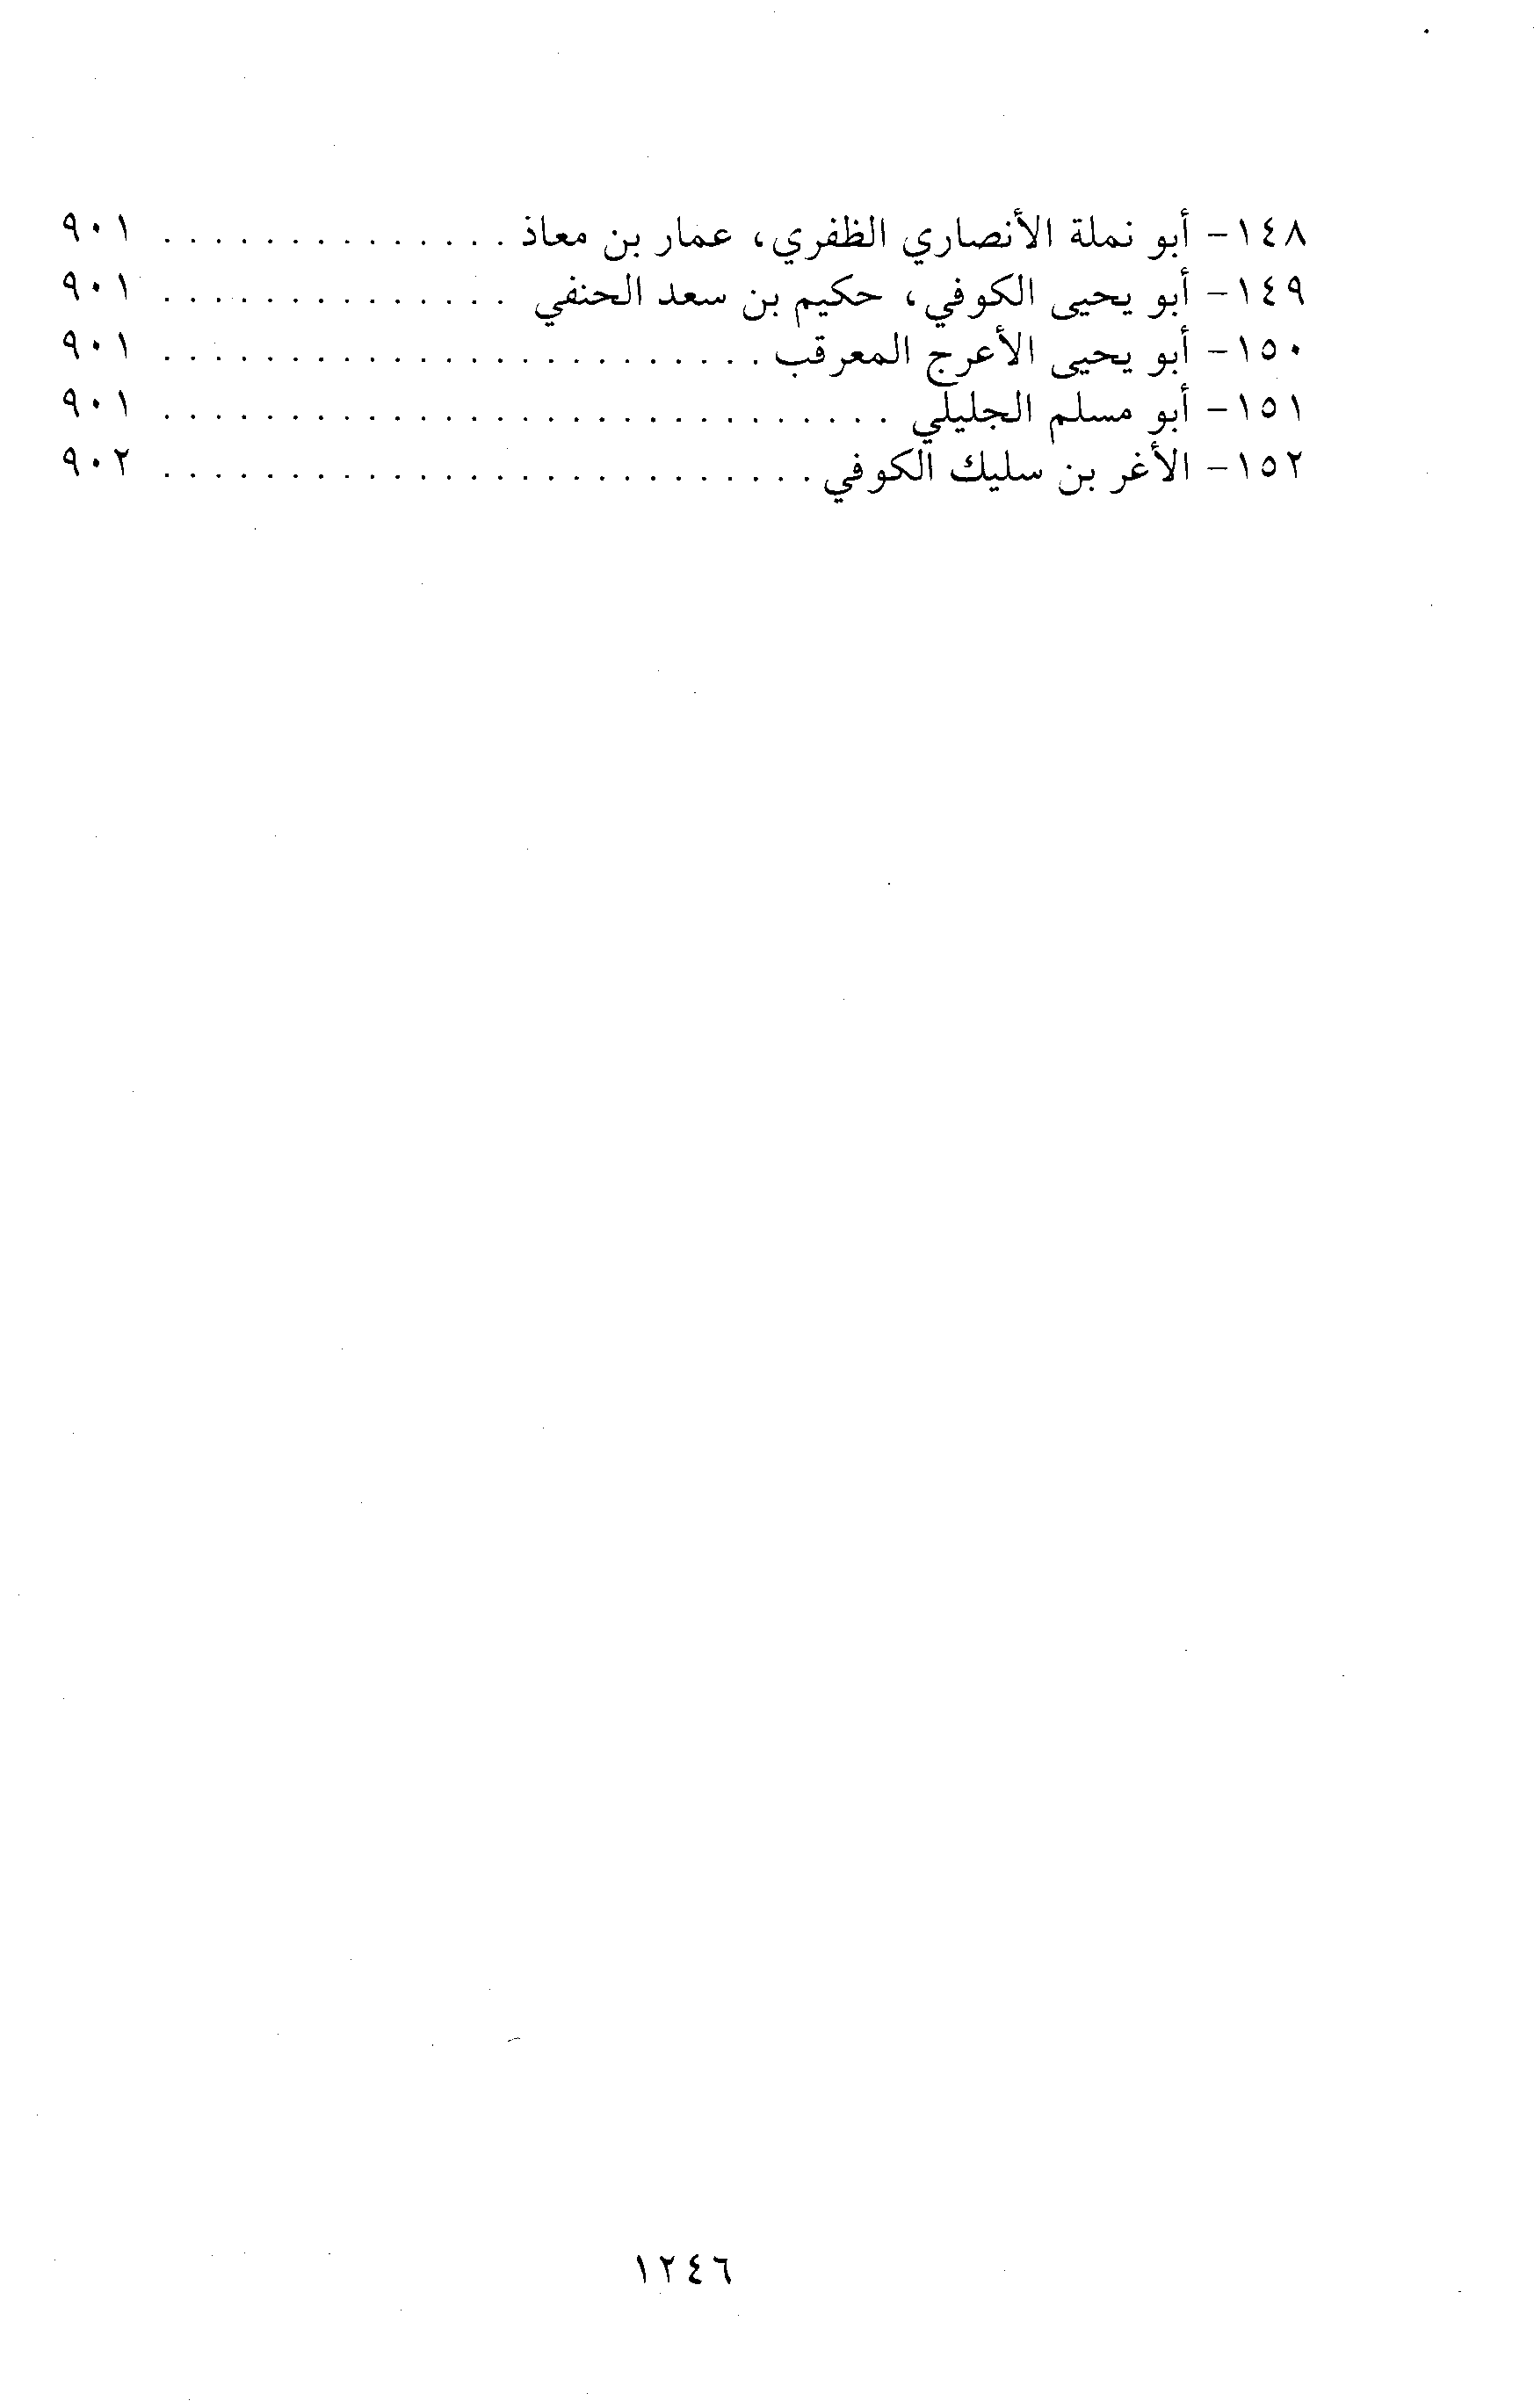 ١٤٨- أبو نملة الأنصاري الظفري، عمار بن معاذ . . . . . . . . . . . . . . ٩٠١
١٤٩- أبو يحيى الكوفي، حكيم بن سعد الحنفي . . . . . . . . . . . . . . ٩٠١
١٥٠- أبو يحيى الأعرج المعرقب . . . . . . . . . . . . . . . . . . . . . . . . ٩٠١
١٥١- أبو مسلم الجليلي . . . . . . . . . . . . . . . . . . . . . . . . . . . . . ٩٠١
١٥٢- الأغر بن سليك الكوفي . . . . . . . . . . . . . . . . . . . . . . . . . . ٩٠٢
١٢٤٦